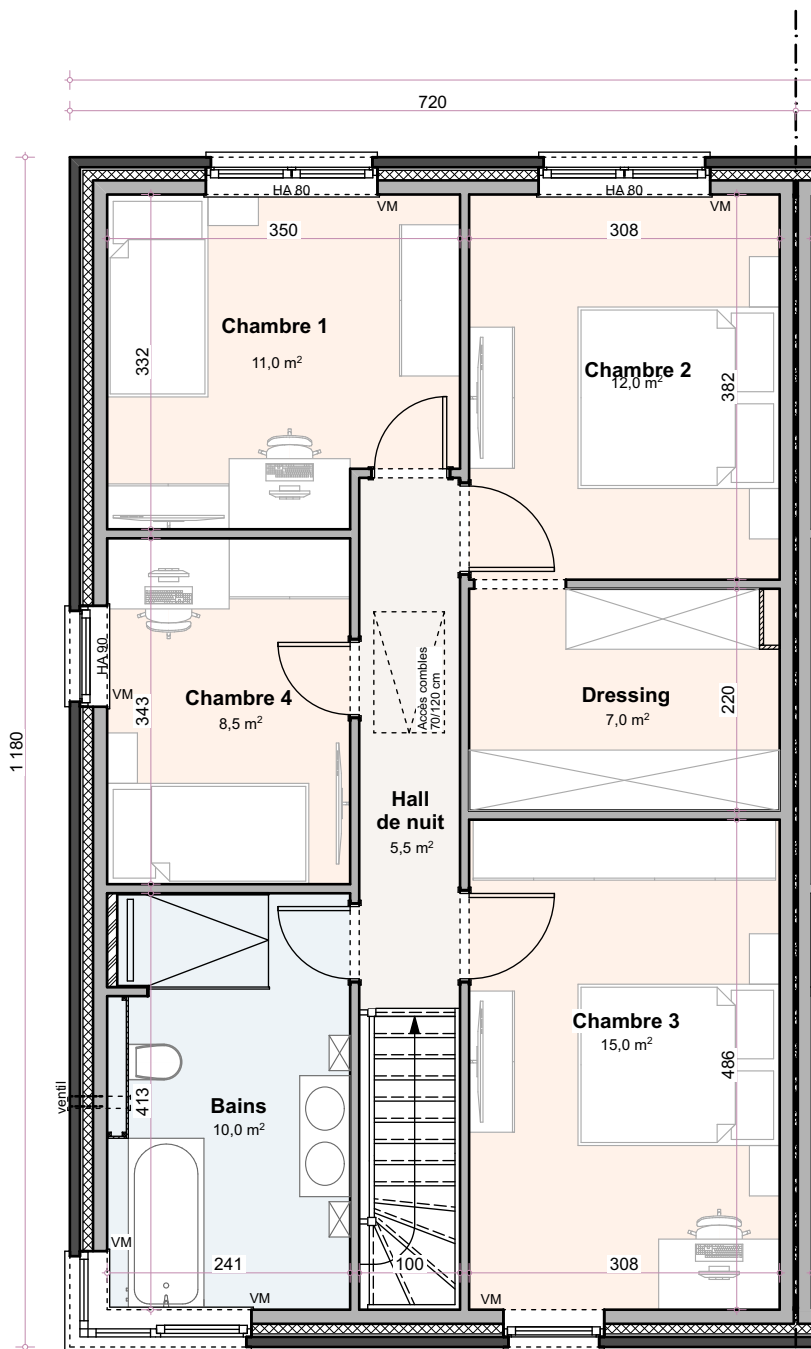 720
HA 80
VM
HA 80
VM
350
308
Chambre 1
11,0 m²
332
Chambre 2
12,0 m²
382
HA 90
VM
Chambre 4
8,5 m²
343
Accès combles
70/120 cm
Dressing
7,0 m²
220
1 180
Hall
de nuit
5,5 m²
Chambre 3
15,0 m²
486
ventil
413
Bains
10,0 m²
VM
241
100
308
VM
VM